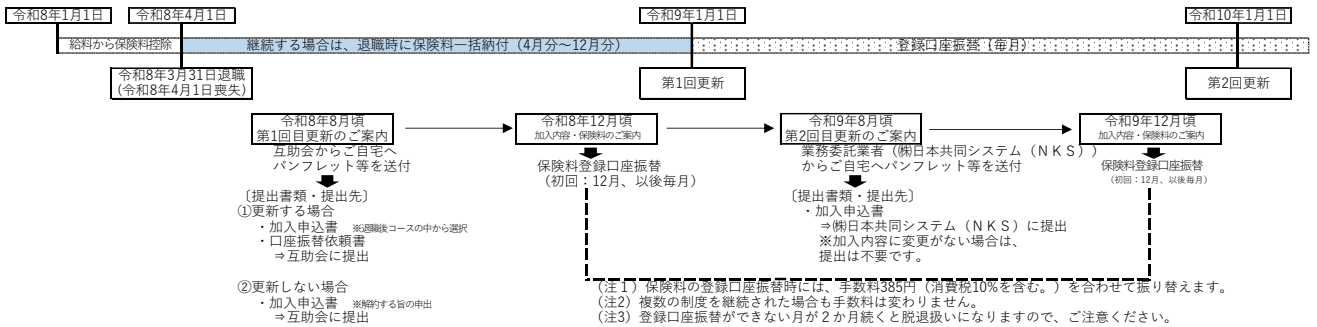 令和8年1月1日
令和8年4月1日
令和9年1月1日
令和10年1月1日
給料から保険料控除
継続する場合は、退職時に保険料一括納付（4月分～12月分）
登録口座振替（毎月）
令和8年3月31日退職
(令和8年4月1日喪失)
第1回更新
第2回更新
令和8年8月頃
第1回目更新のご案内
互助会からご自宅へ
パンフレット等を送付
〔提出書類・提出先〕
①更新する場合
・加入申込書　※退職後コースの中から選択
・口座振替依頼書
⇒互助会に提出
②更新しない場合
・加入申込書　※解約する旨の申出
⇒互助会に提出
令和8年12月頃
加入内容・保険料のご案内
保険料登録口座振替
（初回：12月、以後毎月）
令和9年8月頃
第2回目更新のご案内
業務委託業者（㈱日本共同システム（ＮＫＳ））
からご自宅へパンフレット等を送付
〔提出書類・提出先〕
・加入申込書
⇒㈱日本共同システム（ＮＫＳ）に提出
※加入内容に変更がない場合は、
提出は不要です。
令和9年12月頃
加入内容・保険料のご案内
保険料登録口座振替
（初回：12月、以後毎月）
（注１）保険料の登録口座振替時には、手数料385円（消費税10%を含む。）を合わせて振り替えます。
（注2）複数の制度を継続された場合も手数料は変わりません。
（注3）登録口座振替ができない月が２か月続くと脱退扱いになりますので、ご注意ください。